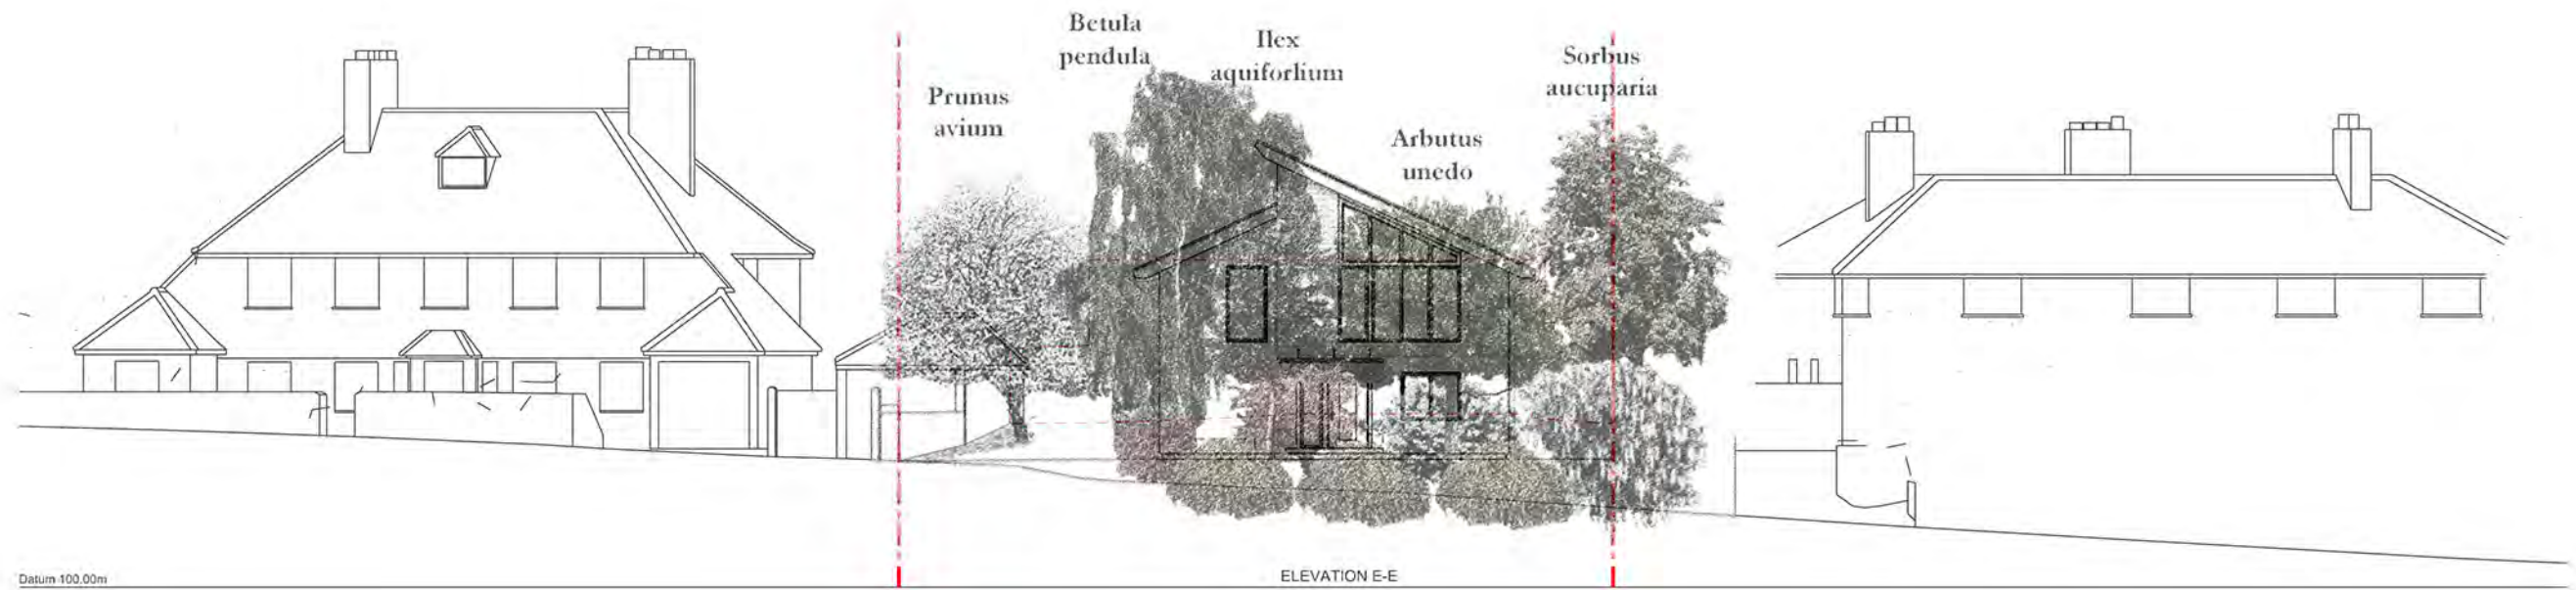 Betula
pendula
Ilex
aquiforlium
Sorbus
aucuparia
Prunus
avium
Arbutus
unedo
Datum 100.00m
ELEVATION E-E